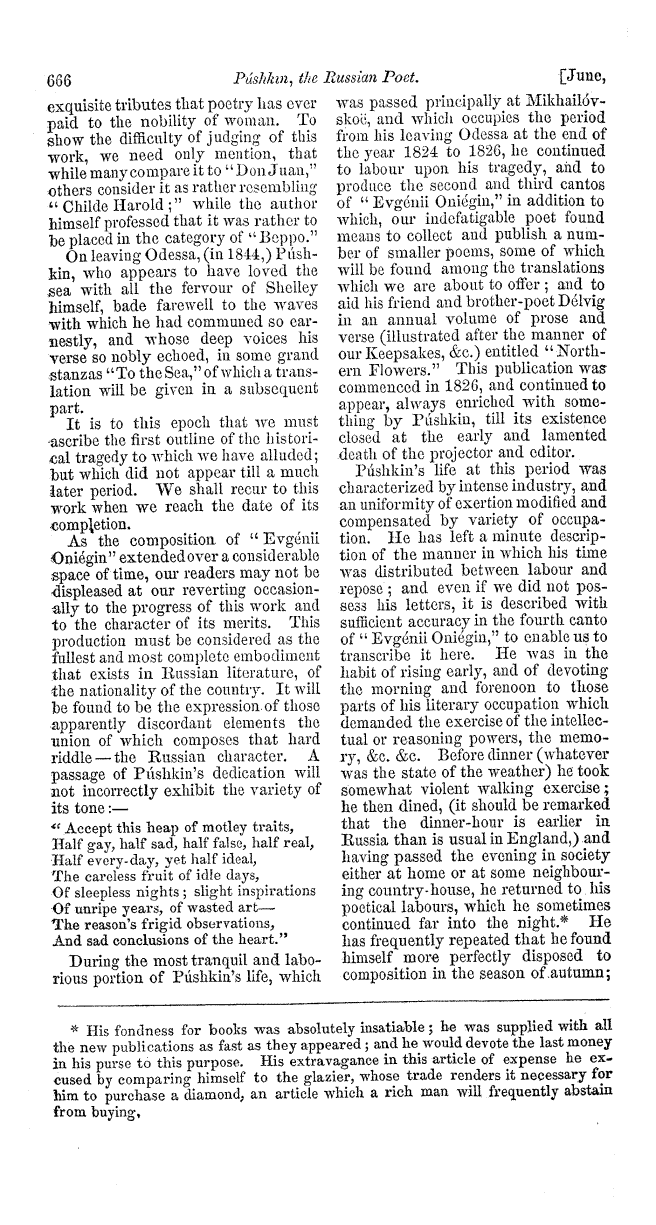 666 Púshkin, the Russian Poet. [June,
exquisite tributes that poetry has ever
paid to the nobility of woman. To
show the difficulty of judging of this
work, we need only mention, that
while many compare it to "Don Juan,"
others consider it as rather resembling
"Childe Harold;" while the author
himself professed that it was rather to
be placed in the category of "Beppo."
On leaving Odessa, (in 1844,) Púsh-
kin, who appears to have loved the
sea with all the fervour of Shelley
himself, bade farewell to the waves
with which he had communed so ear-
nestly, and whose deep voices his
verse so nobly echoed, in some grand
stanzas "To the Sea," of which a trans-
lation will be given in a subsequent
part.
It is to this epoch that we must
ascribe the first outline of the histori-
cal tragedy to which we have alluded;
but which did not appear till a much
later period. We shall recur to this
work when we reach the date of its
completion.
As the composition of "Evgénii
Oniégin" extended over a considerable
space of time, our readers may not be
displeased at our reverting occasion-
ally to the progress of this work and
to the character of its merits. This
production must be considered as the
fullest and most complete embodiment
that exists in Russian literature, of
the nationality of the country. It will
be found to be the expression of those
apparently discordant elements the
union of which composes that hard
riddle—the Russian character. A
passage of Púshkin's dedication will
not incorrectly exhibit the variety of
its tone:—
"Accept this heap of motley traits,
Half gay, half sad, half false, half real,
Half every-day, yet half ideal,
The careless fruit of idle days,
Of sleepless nights; slight inspirations
Of unripe years, of wasted art—
The reason's frigid observations,
And sad conclusions of the heart."
During the most tranquil and labo-
rious portion of Púshkin's life, which
was passed principally at Mikhailóv-
skoë, and which occupies the period
from his leaving Odessa at the end of
the year 1824 to 1826, he continued
to labour upon his tragedy, and to
produce the second and third cantos
of "Evgénii Oniégin," in addition to
which, our indefatigable poet found
means to collect and publish a num-
ber of smaller poems, some of which
will be found among the translations
which we are about to offer; and to
aid his friend and brother-poet Délvig
in an annual volume of prose and
verse (illustrated after the manner of
our Keepsakes, &c.) entitled "North-
ern Flowers." This publication was
commenced in 1826, and continued to
appear, always enriched with some-
thing by Púshkin, till its existence
closed at the early and lamented
death of the projector and editor.
Púshkin's life at this period was
characterized by intense industry, and
an uniformity of exertion modified and
compensated by variety of occupa-
tion. He has left a minute descrip-
tion of the manner in which his time
was distributed between labour and
repose; and even if we did not pos-
sess his letters, it is described with
sufficient accuracy in the fourth canto
of "Evgénii Oniégin," to enable us to
transcribe it here. He was in the
habit of rising early, and of devoting
the morning and forenoon to those
parts of his literary occupation which
demanded the exercise of the intellec-
tual or reasoning powers, the memo-
ry, &c. &c. Before dinner (whatever
was the state of the weather) he took
somewhat violent walking exercise;
he then dined, (it should be remarked
that the dinner-hour is earlier in
Russia than is usual in England,) and
having passed the evening in society
either at home or at some neighbour-
ing country-house, he returned to his
poetical labours, which he sometimes
continued far into the night.* He
has frequently repeated that he found
himself more perfectly disposed to
composition in the season of autumn;
* His fondness for books was absolutely insatiable; he was supplied with all
the new publications as fast as they appeared; and he would devote the last money
in his purse to this purpose. His extravagance in this article of expense he ex-
cused by comparing himself to the glazier, whose trade renders it necessary for
him to purchase a diamond, an article which a rich man will frequently abstain
from buying,